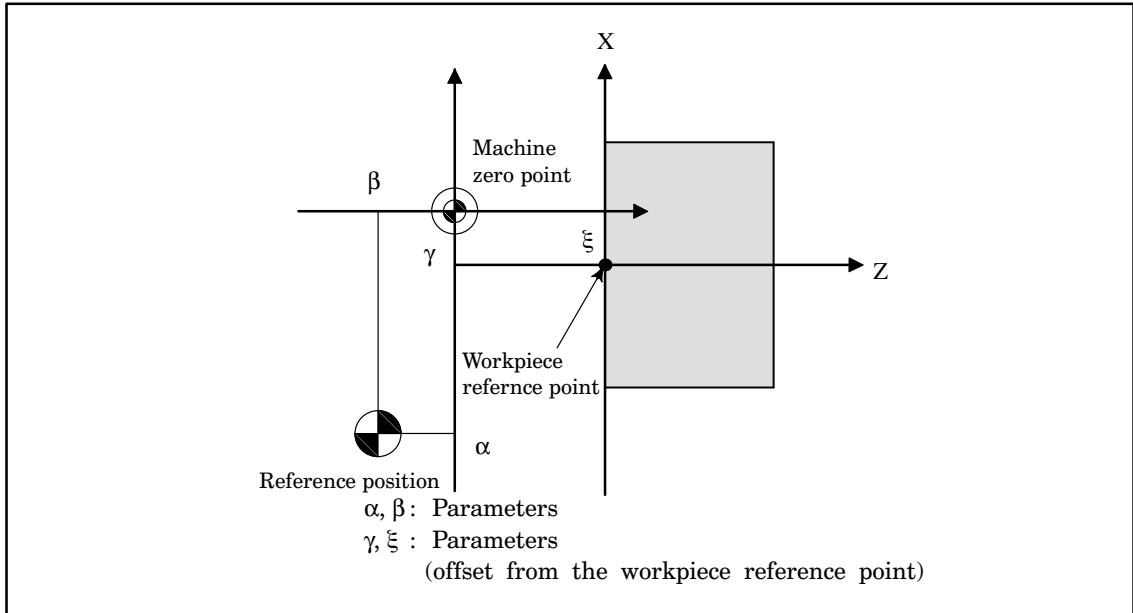 X
Machine
zero point
β
ξ
γ
Z
Workpiece
refernce point
α
Reference position
α, β : Parameters
γ, ξ : Parameters
(offset from the workpiece reference point)